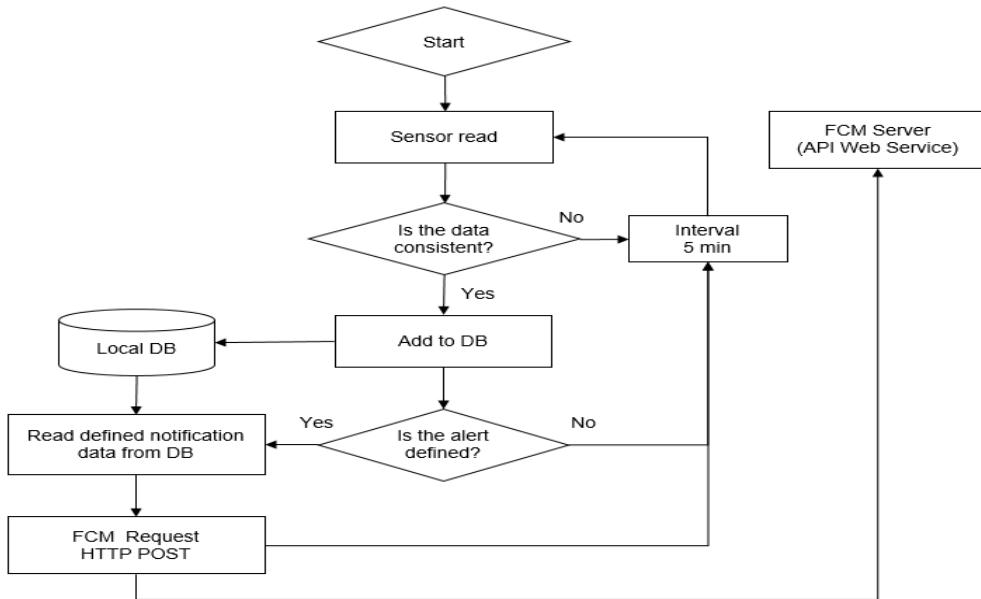 Start
Sensor read
FCM Server
(API Web Service)
Is the data
consistent?
No
Interval
5 min
Yes
Local DB
Add to DB
Read defined notification
data from DB
Yes
Is the alert
defined?
No
FCM Request
HTTP POST